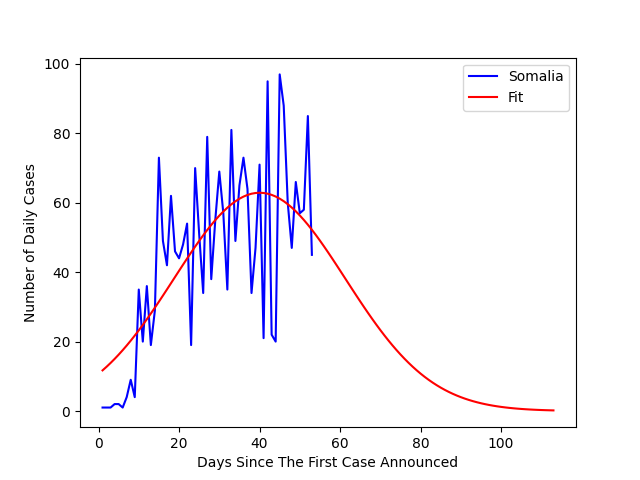 Somalia
Fit
Number of Daily Cases
100
80
60
40
20
0
0 20 40 60 80 100
Days Since The First Case Announced